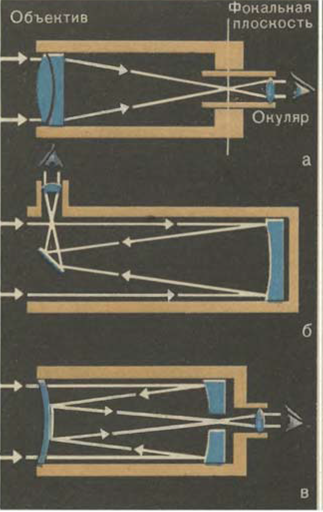 Объектив
Фокальная
плоскость
Окуляр
а
б
в